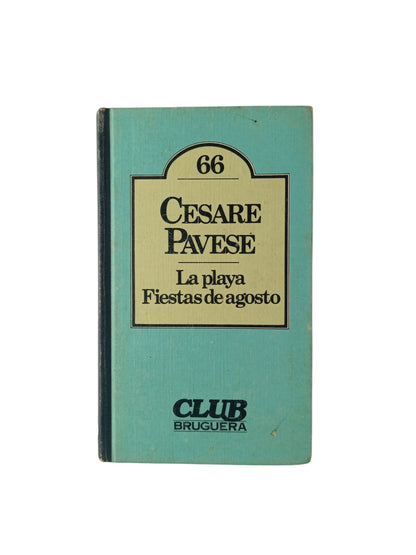 66
CESARE
PAVESE
La playa
Fiestas de agosto
CLUB
BRUGUERA